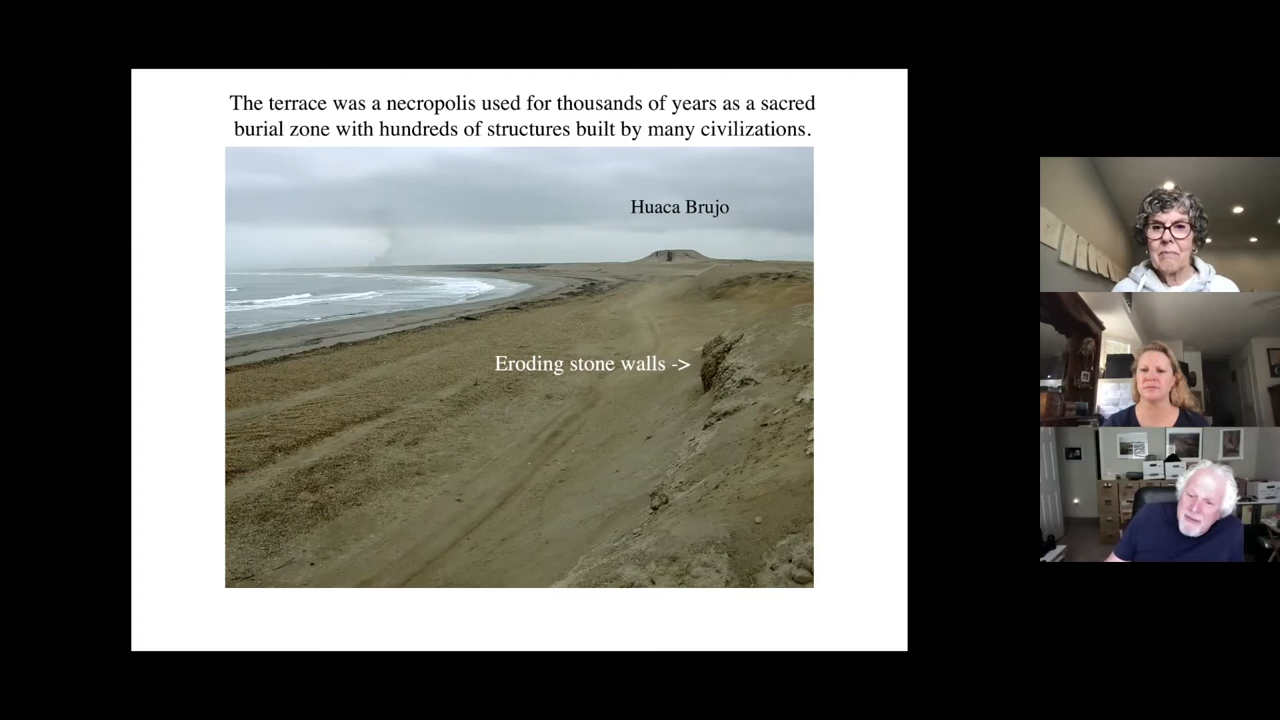 The terrace was a necropolis used for thousands of years as a sacred
burial zone with hundreds of structures built by many civilizations.
Huaca Brujo
Eroding stone walls ->